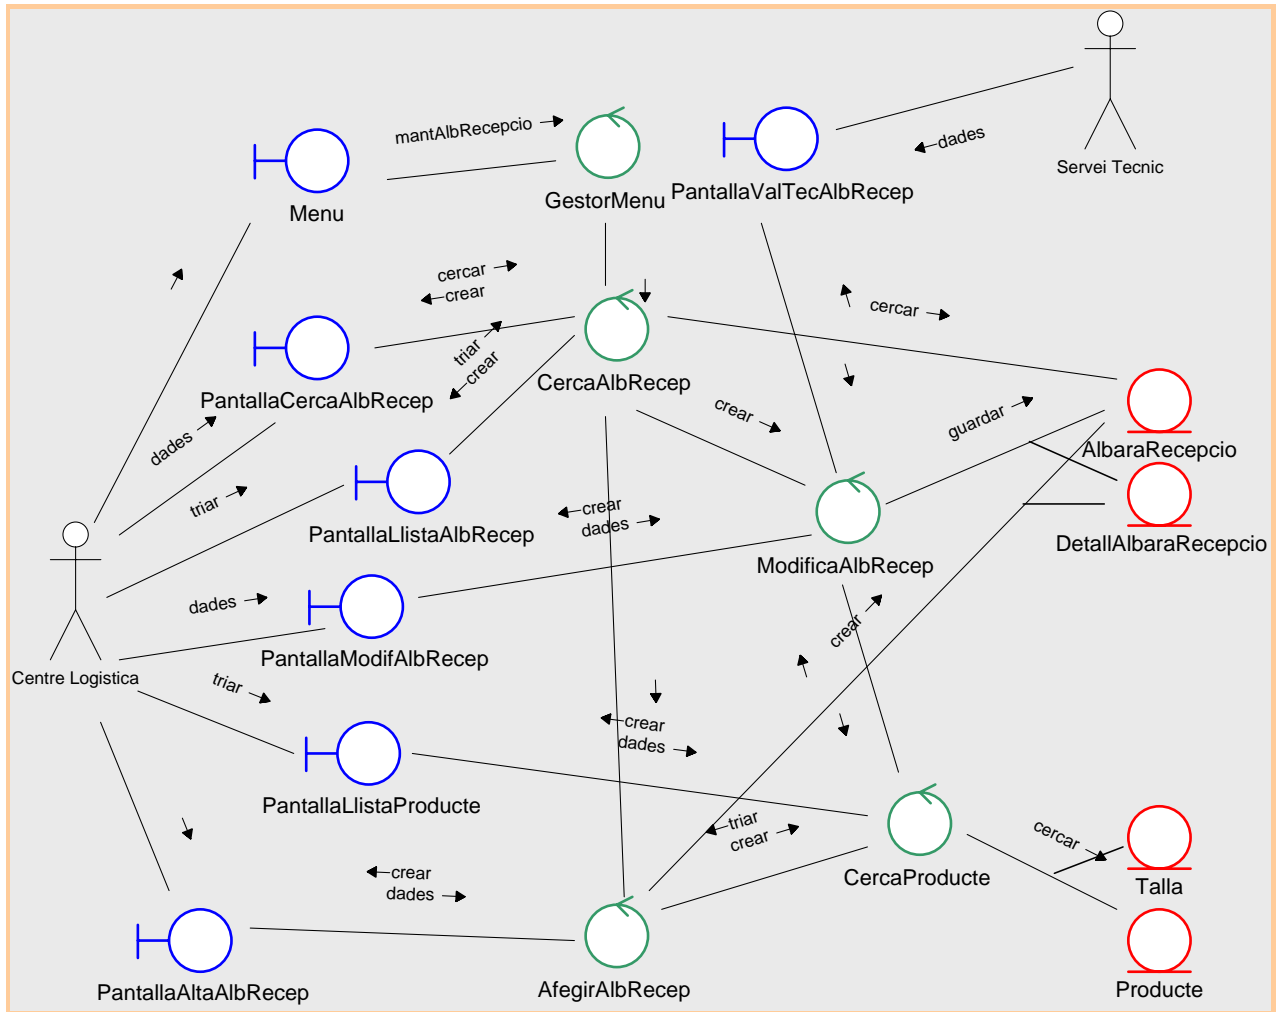 mantAlbRecepcio
dades
Servei Tecnic
Menu
GestorMenu
PantallaValTecAlbRecep
cercar
crear
cercar
triar
crear
PantallaCercaAlbRecep
CercaAlbRecep
dades
crear
guardar
AlbaraRecepcio
triar
PantallaLlistaAlbRecep
crear
dades
DetallAlbaraRecepcio
ModificaAlbRecep
dades
crear
PantallaModifAlbRecep
Centre Logistica
triar
crear
dades
PantallaLlistaProducte
triar
crear
cercar
CercaProducte
Talla
crear
dades
PantallaAltaAlbRecep
AfegirAlbRecep
Producte